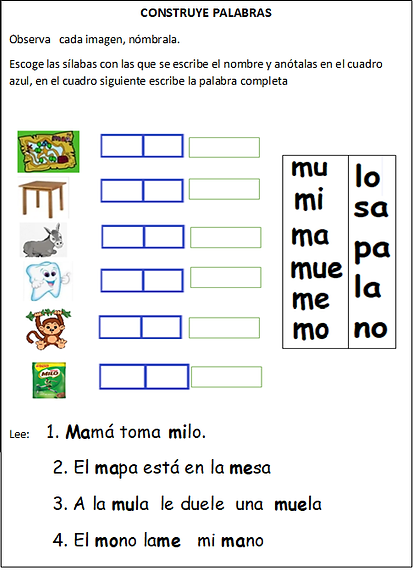 CONSTRUYE PALABRAS
Observa cada imagen, nómbrala.
Escoge las sílabas con las que se escribe el nombre y anótalas en el cuadro
azul, en el cuadro siguiente escribe la palabra completa
mu
mi
ma
mue
me
mo
lo
sa
pa
la
no
MILO
Lee: 1. Mamá toma milo.
2. El mapa está en la mesa
3. A la mula le duele una muela
4. El mono lame mi mano